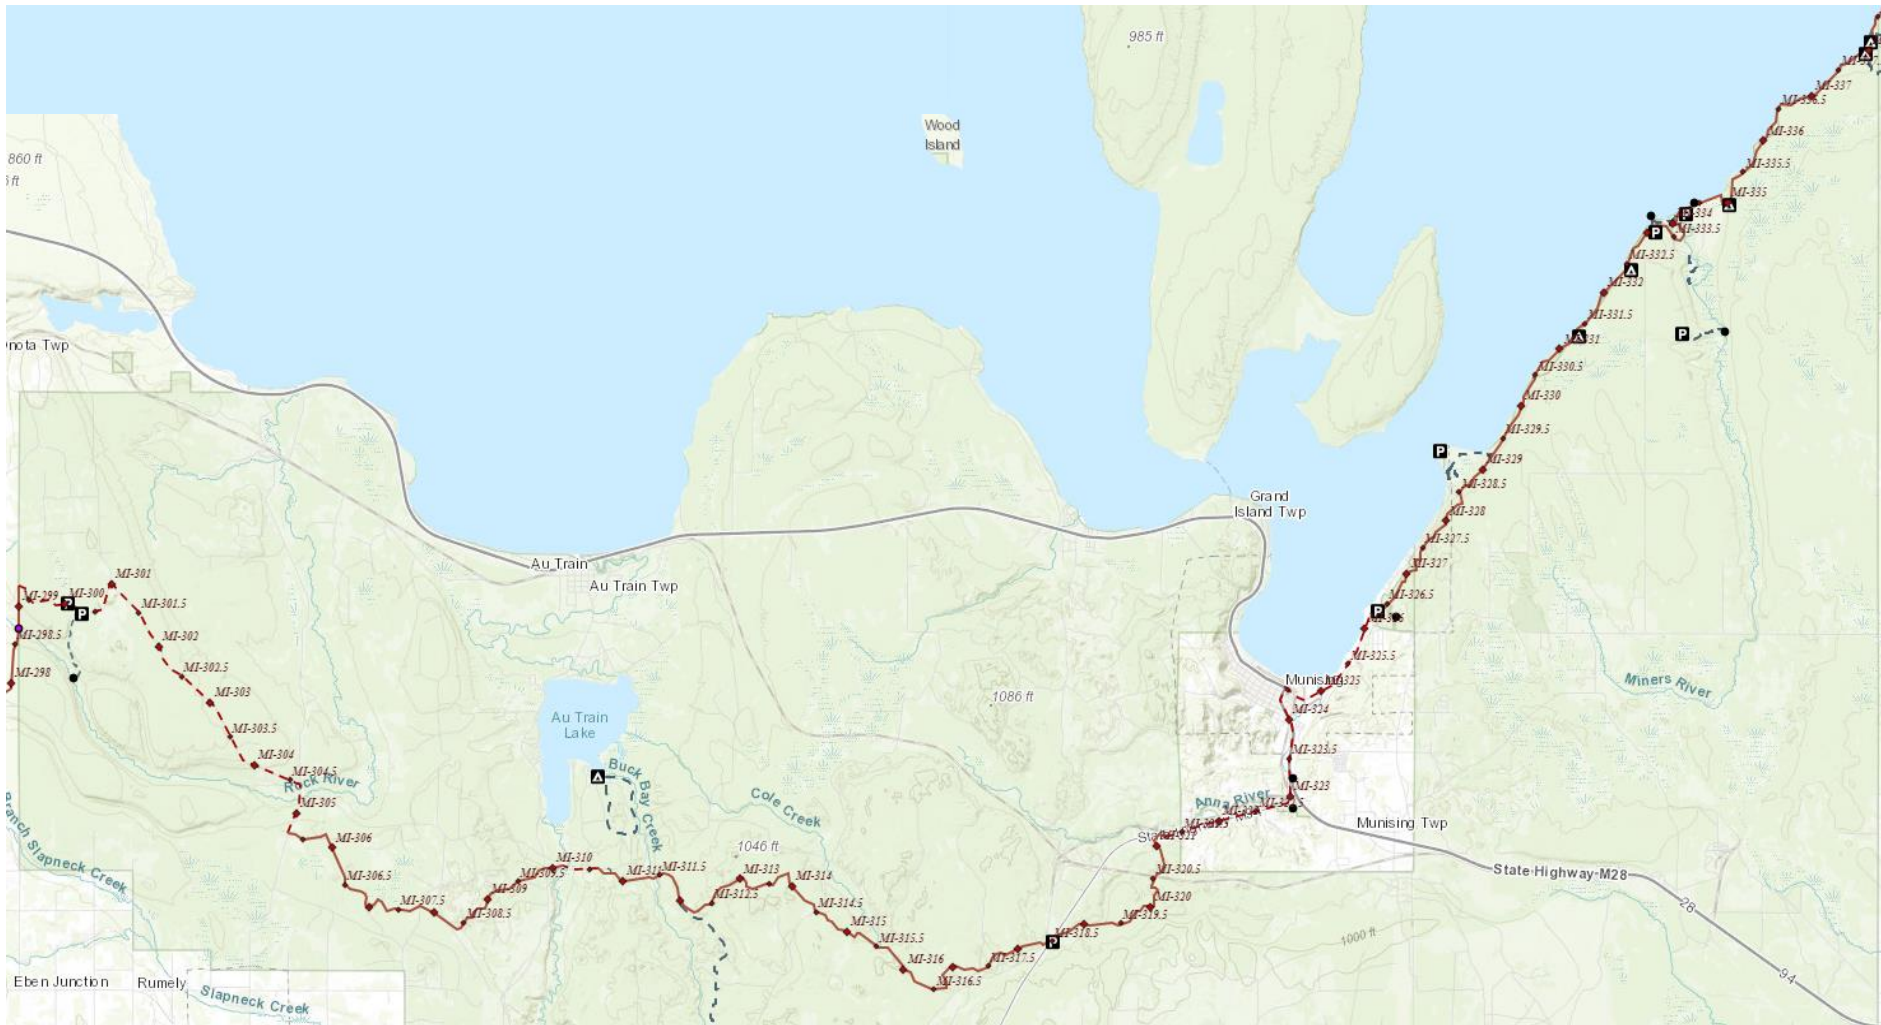 985 ft
MI-337
MI-336.5
MI-336
Wood
Island
860 ft
MI-335.5
MI-335
MI-333.5
MI-332.5
MI-332
MI-331.5
MI-330.5
MI-330
MI-329.5
MI-329
MI-328.5
MI-328
MI-327.5
MI-327
MI-326.5
MI-325.5
Grand
Island Twp
Au Train
Au Train Twp
MI-301
MI-299
MI-300
MI-301.5
MI-298.5
MI-302
MI-298
MI-302.5
MI-303
MI-303.5
MI-304
MI-304.5
Rock River
MI-305
Au Train
Lake
Buck Bay Creek
Cole Creek
1086 ft
Munising
MI-324
MI-323.5
MI-323
Anna River
Miners River
Munising Twp
State Highway M28
28
94
Branch Slapneck Creek
MI-306
MI-306.5
MI-307.5
MI-308.5
MI-309
MI-309.5
MI-310
MI-311
MI-311.5
1046 ft
MI-312.5
MI-313
MI-314
MI-314.5
MI-315
MI-315.5
MI-316
MI-316.5
MI-317.5
MI-318.5
MI-319.5
MI-320
MI-320.5
1000 ft
Eben Junction
Rumely
Slapneck Creek